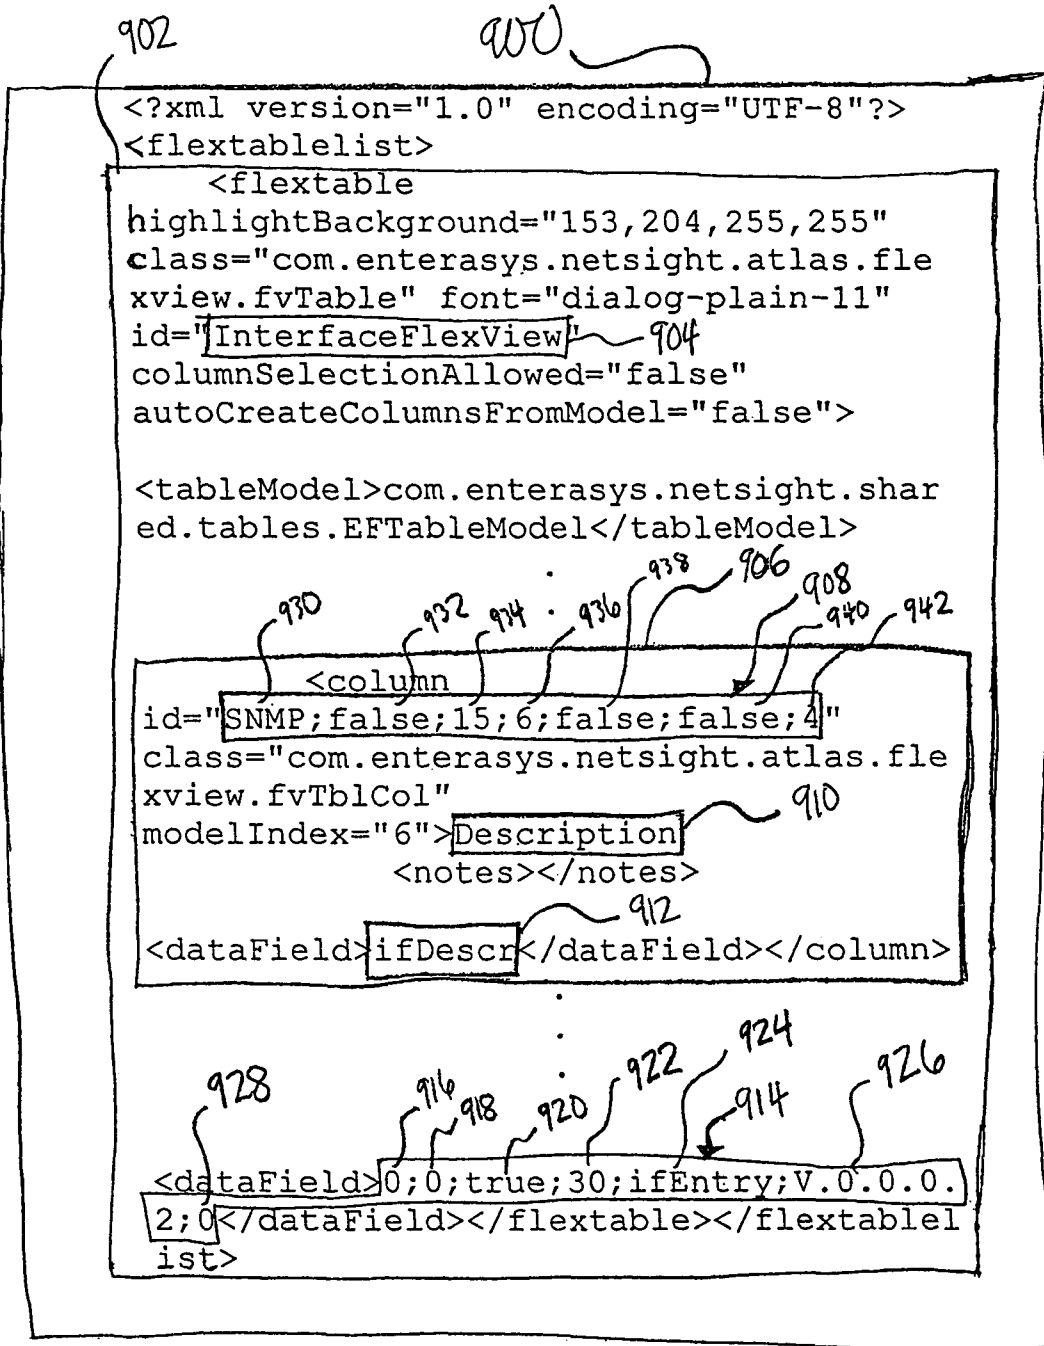 902 900
<?xml version="1.0" encoding="UTF-8"?>
<flextablelist>
<flextable
highlightBackground="153,204,255,255"
class="com.enterasys.netsight.atlas.fle
xview.fvTable" font="dialog-plain-11"
id="InterfaceFlexView" 904
columnSelectionAllowed="false"
autoCreateColumnsFromModel="false">
<tableModel>com.enterasys.netsight.shar
ed.tables.EFTableModel</tableModel>
930 932 934 936 938 906 908 940 942
<column
id="SNMP;false;15;6;false;false;4"
class="com.enterasys.netsight.atlas.fle
xview.fvTblCol"
modelIndex="6">Description 910
<notes></notes>
912
<dataField>ifDescr</dataField></column>
928 916 918 920 922 924 914 926
<dataField>0;0;true;30;ifEntry;V.0.0.0.
2;0</dataField></flextable></flextablel
ist>